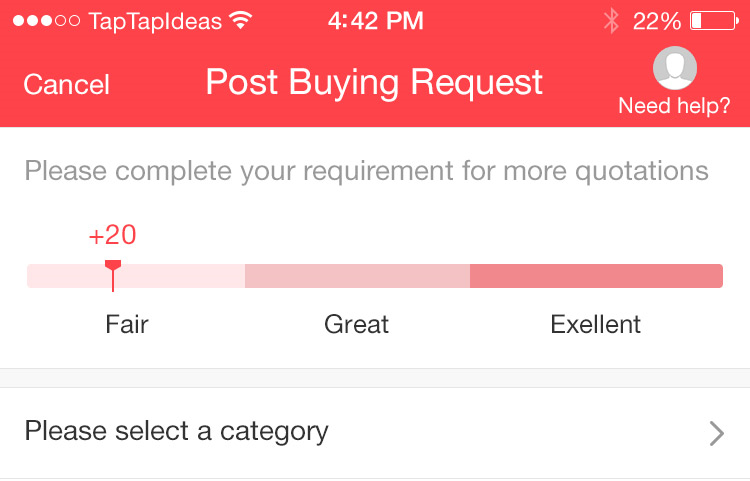 TapTapIdeas 4:42 PM 22%
Cancel Post Buying Request
Need help?
Please complete your requirement for more quotations
+20
Fair Great Exellent
Please select a category